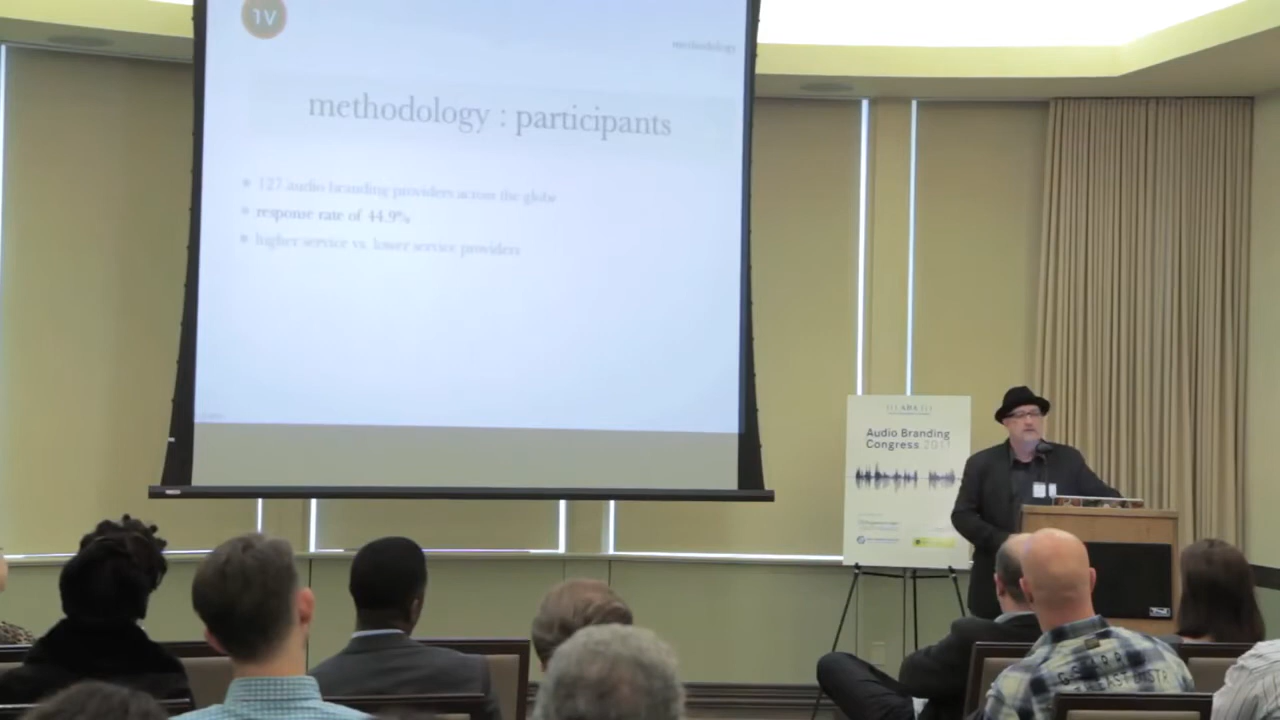 1V
methodology
methodology : participants
127 audio branding providers across the globe
response rate of 44.9%
higher service vs. lower service providers
Audio Branding
Congress 2011